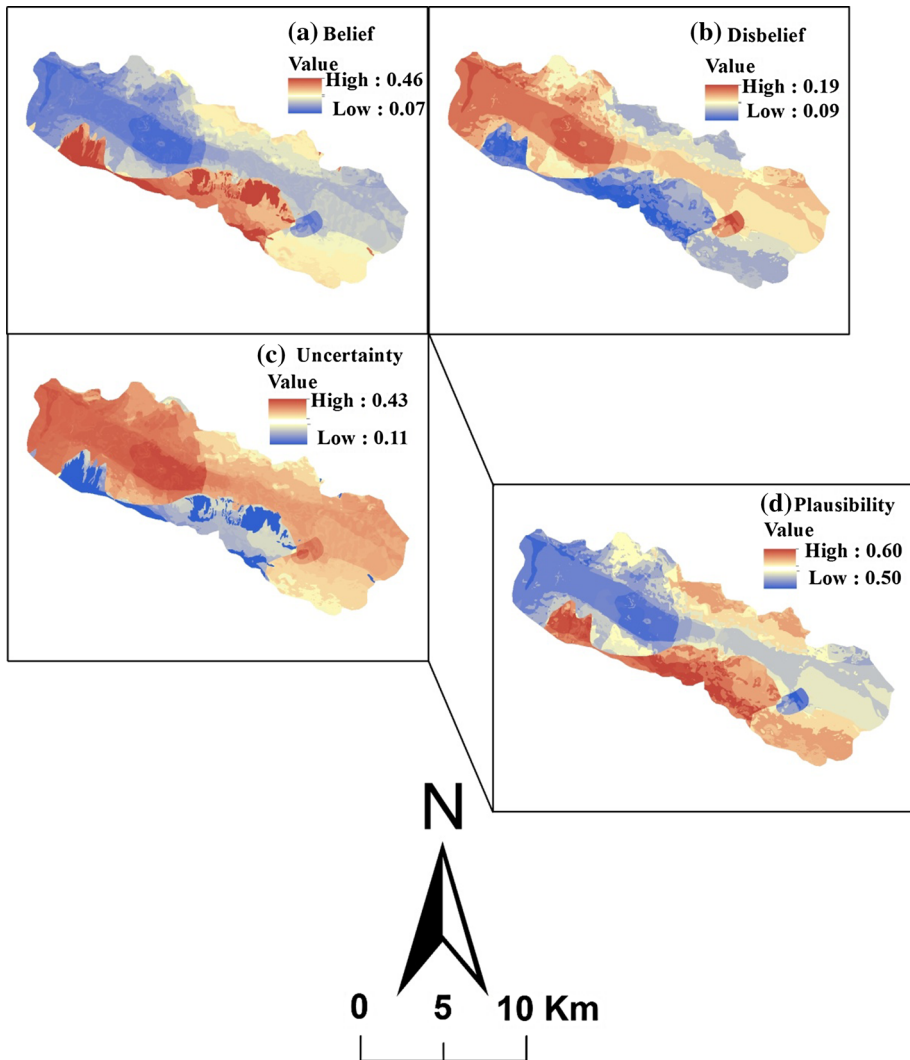 (a) Belief
Value
High : 0.46
Low : 0.07
(b) Disbelief
Value
High : 0.19
Low : 0.09
(c) Uncertainty
Value
High : 0.43
Low : 0.11
(d) Plausibility
Value
High : 0.60
Low : 0.50
N
0 5 10 Km